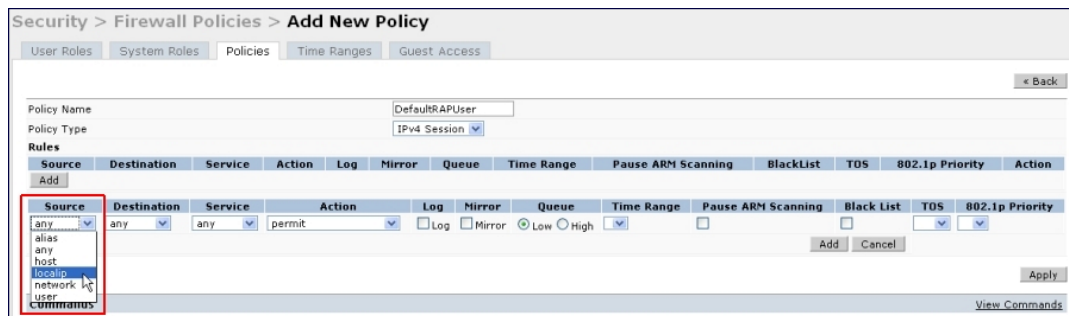 Security > Firewall Policies > Add New Policy
User Roles System Roles Policies Time Ranges Guest Access
« Back
Policy Name DefaultRAPUser
Policy Type IPv4 Session
Rules
Source Destination Service Action Log Mirror Queue Time Range Pause ARM Scanning BlackList TOS 802.1p Priority Action
Add
Source Destination Service Action Log Mirror Queue Time Range Pause ARM Scanning Black List TOS 802.1p Priority
any any any permit Log Mirror Low High
alias
any
host
localip
network
user
Add Cancel
Apply
Commands View Commands